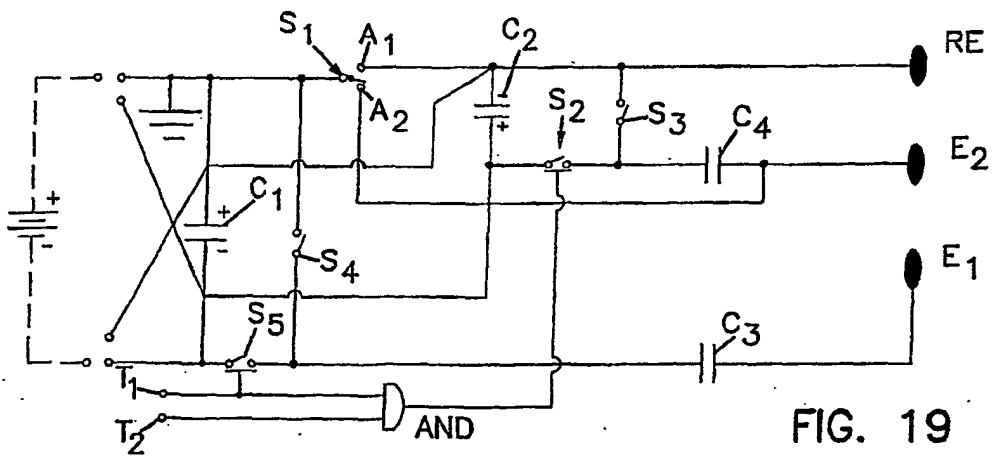 S1 A1 C2 RE
A2 S2 S3 C4 E2
+ - C1 + - S4 - + E1
S5 C3
T1
T2 AND
FIG. 19